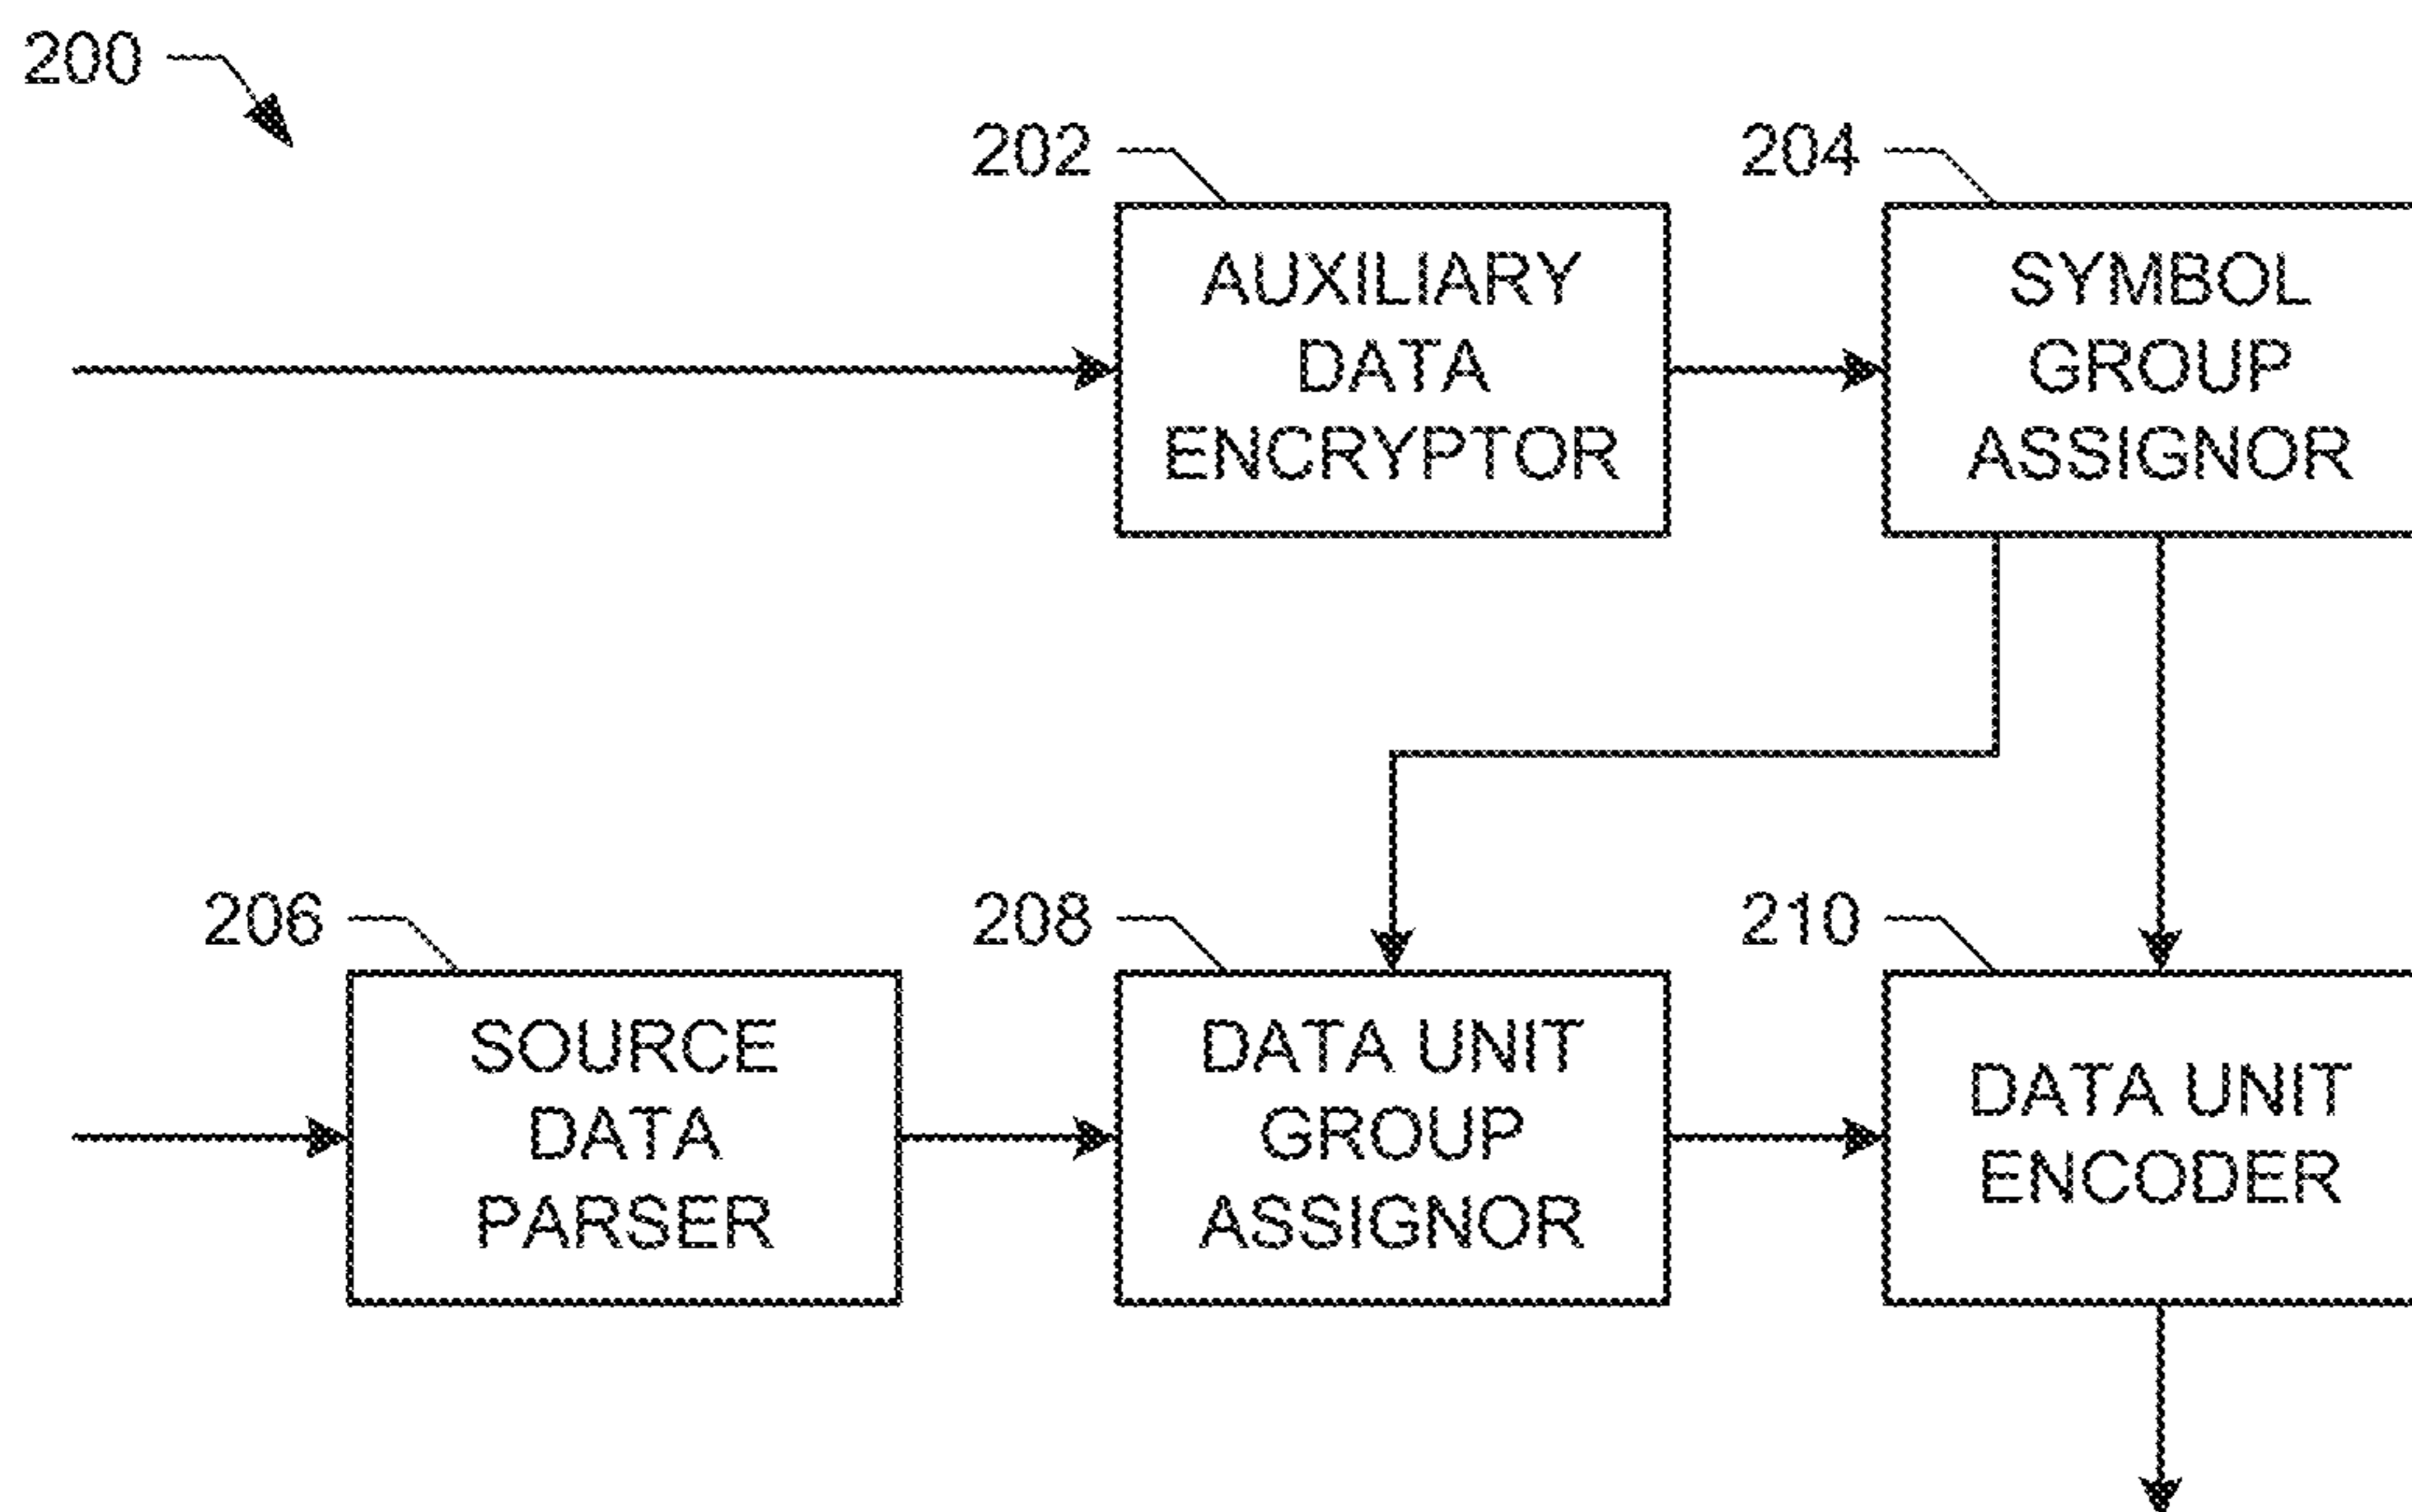 200
202
204
AUXILIARY
DATA
ENCRYPTOR
SYMBOL
GROUP
ASSIGNOR
206
208
210
SOURCE
DATA
PARSER
DATA UNIT
GROUP
ASSIGNOR
DATA UNIT
ENCODER